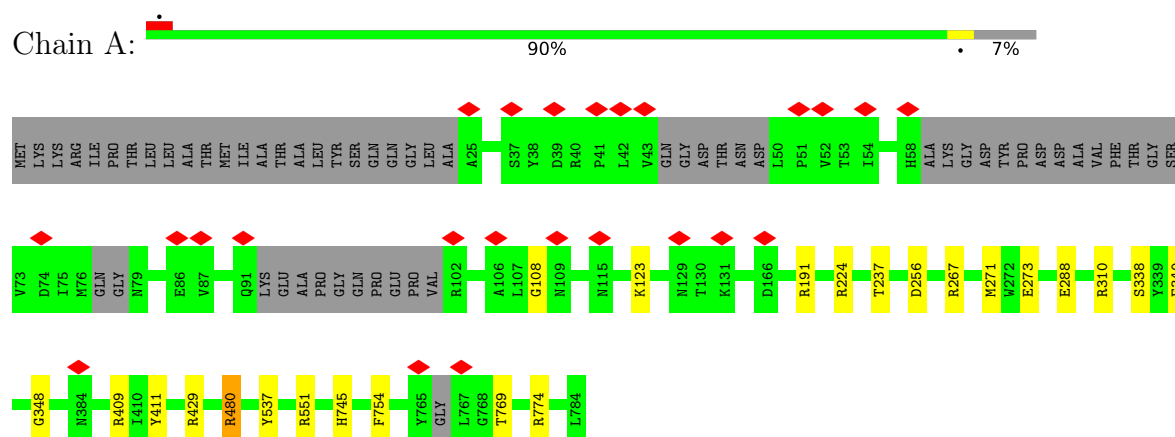 Chain A:
90%
7%
MET LYS LYS ARG ILE PRO THR LEU LEU ALA THR MET ILE ALA THR ALA LEU TYR SER GLN GLN GLY LEU ALA A25 S37 Y38 D39 R40 P41 L42 V43 GLN GLY ASP THR ASN ASP L50 P51 V52 T53 I54 H58 ALA LYS GLY ASP TYR PRO ASP ASP ALA VAL PHE THR GLY SER
V73 D74 I75 M76 GLN GLY N79 E86 V87 Q91 LYS GLU ALA PRO GLY GLN PRO GLU PRO VAL R102 A106 L107 G108 N109 N115 K123 N129 T130 K131 D166 R191 R224 T237 D256 R267 M271 W272 E273 E288 R310 S338 Y339
G348 N384 R409 I410 Y411 R429 R480 Y537 R551 H745 F754 Y765 GLY L767 G768 T769 R774 L784